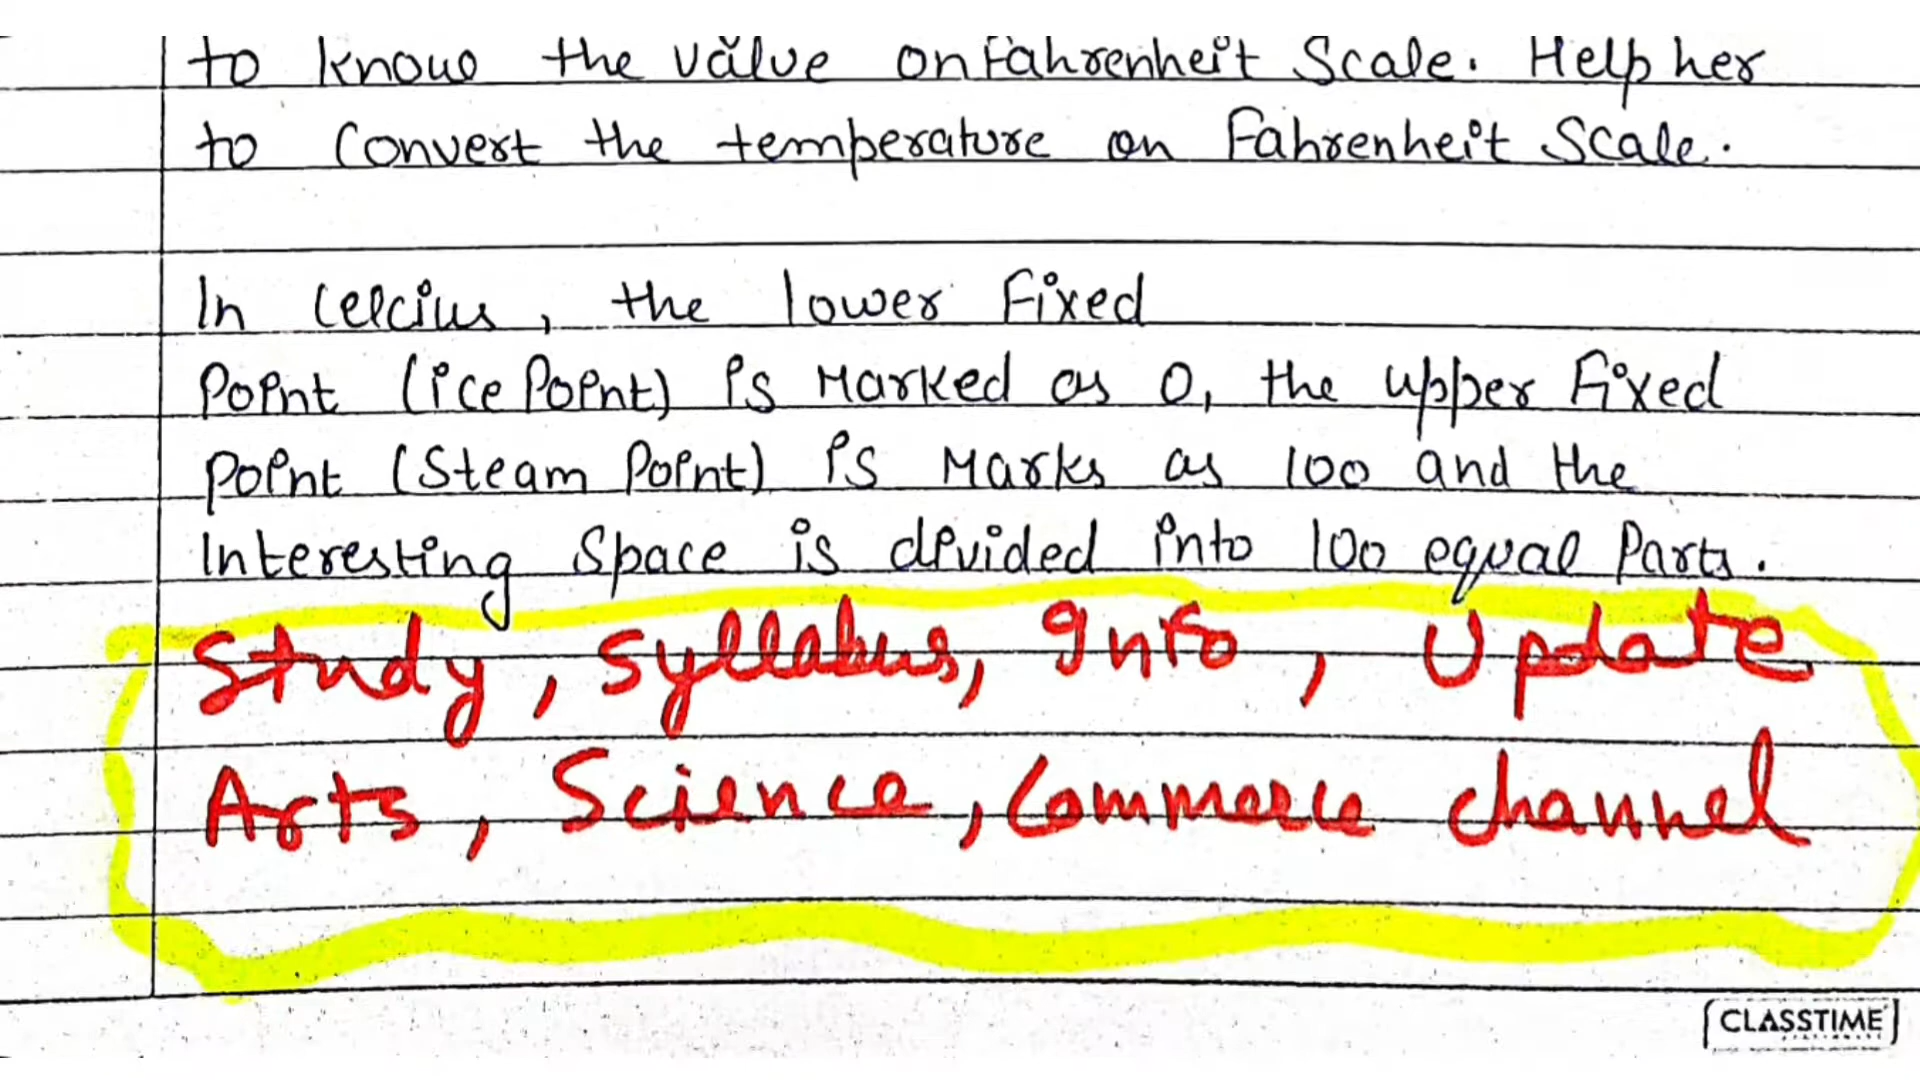 to know the value on Fahrenheit Scale. Help her
to convert the temperature on Fahrenheit Scale.
In Celcius, the lower Fixed
Point (ice Point) is Marked as 0, the upper Fixed
point (Steam Point) is Marks as 100 and the
Interesting Space is divided into 100 equal Parts.
Study, Syllabus, Info, Update
Arts, Science, Commerce channel
CLASSTIME